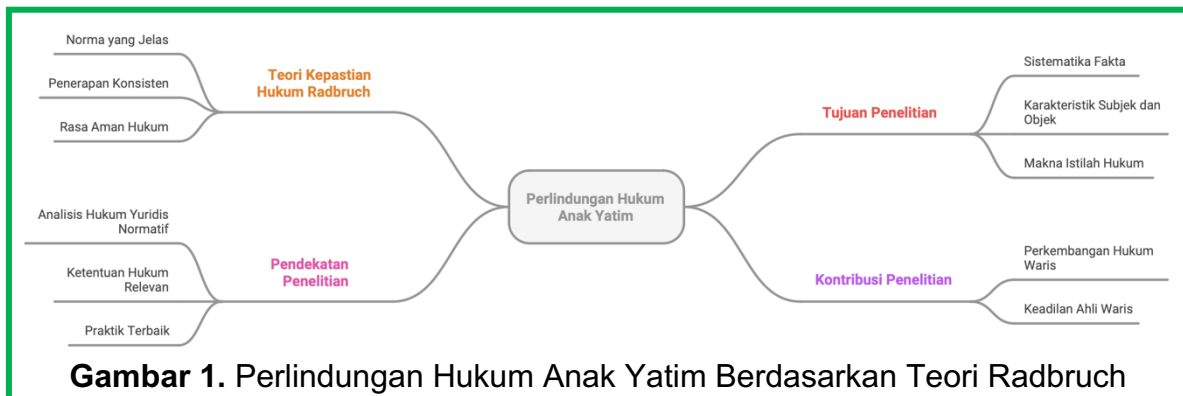 Norma yang Jelas
Penerapan Konsisten
Rasa Aman Hukum
Teori Kepastian
Hukum Radbruch
Analisis Hukum Yuridis
Normatif
Ketentuan Hukum
Relevan
Praktik Terbaik
Pendekatan
Penelitian
Perlindungan Hukum
Anak Yatim
Tujuan Penelitian
Sistematika Fakta
Karakteristik Subjek dan
Objek
Makna Istilah Hukum
Kontribusi Penelitian
Perkembangan Hukum
Waris
Keadilan Ahli Waris
Gambar 1. Perlindungan Hukum Anak Yatim Berdasarkan Teori Radbruch